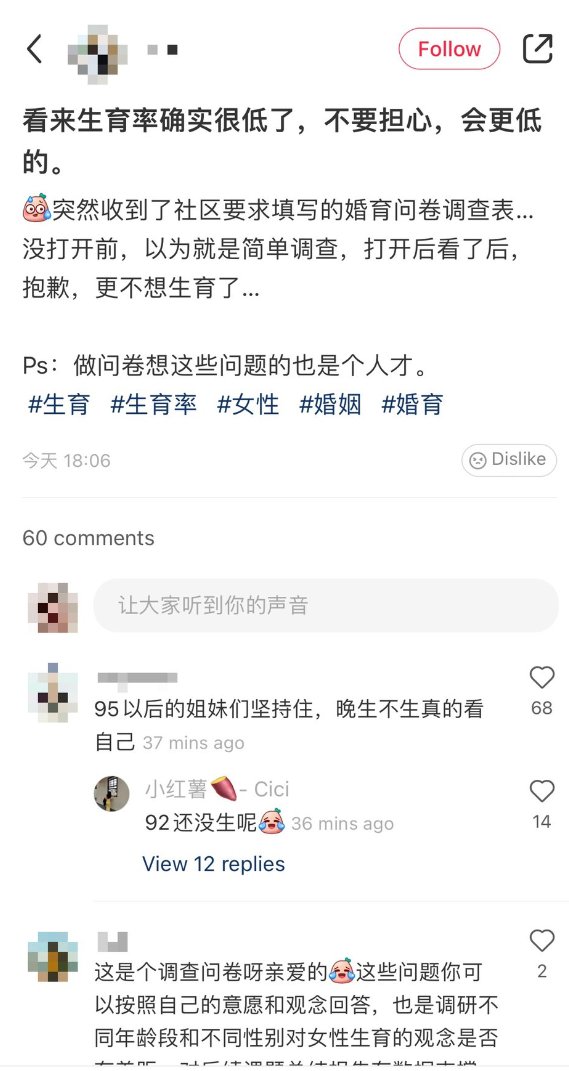 Follow
看来生育率确实很低了，不要担心，会更低
的。
突然收到了社区要求填写的婚育问卷调查表...
没打开前，以为就是简单调查，打开后看了后，
抱歉，更不想生育了...
Ps：做问卷想这些问题的也是个人才。
#生育 #生育率 #女性 #婚姻 #婚育
今天 18:06
Dislike
60 comments
让大家听到你的声音
95以后的姐妹们坚持住，晚生不生真的看
自己 37 mins ago
68
小红薯🍠- Cici
92还没生呢 36 mins ago
14
View 12 replies
这是个调查问卷呀亲爱的 这些问题你可
以按照自己的意愿和观念回答，也是调研不
同年龄段和不同性别对女性生育的观念是否
2